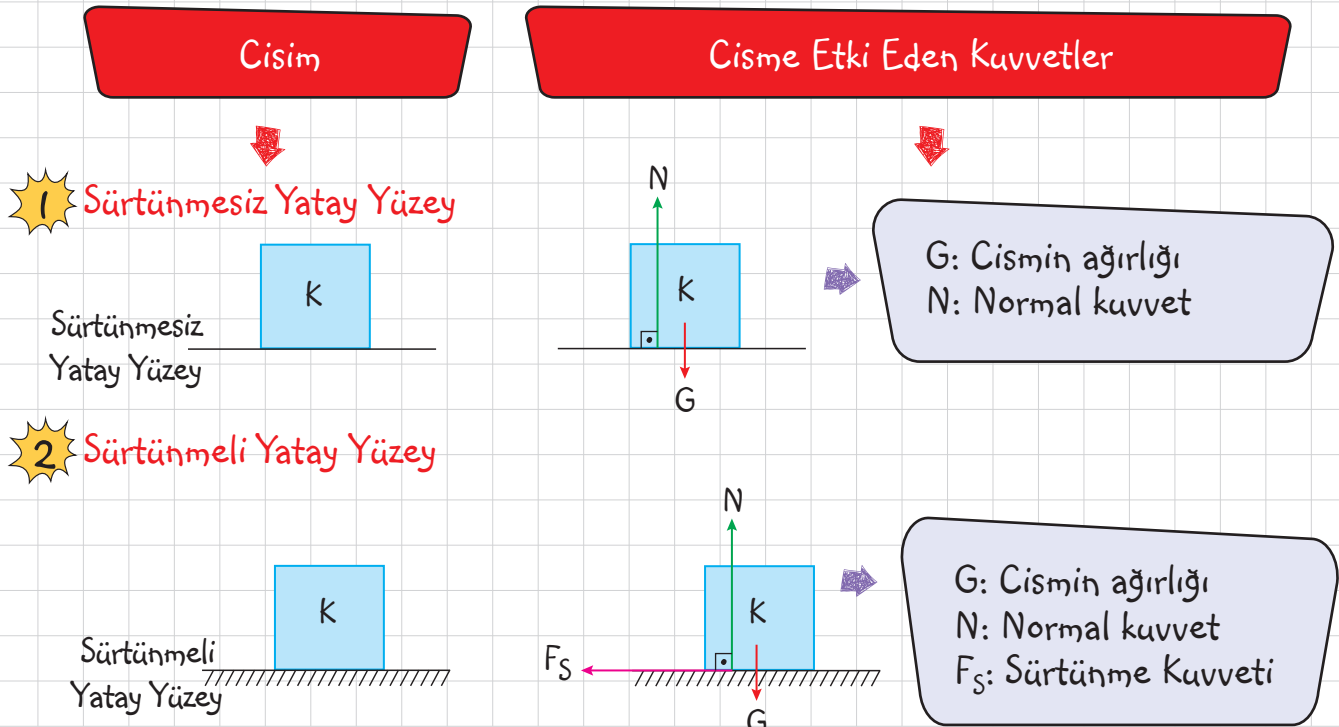 Cisim
Cisme Etki Eden Kuvvetler
1 Sürtünmesiz Yatay Yüzey
K
Sürtünmesiz
Yatay Yüzey
N
K
G
G: Cismin ağırlığı
N: Normal kuvvet
2 Sürtünmeli Yatay Yüzey
K
Sürtünmeli
Yatay Yüzey
N
K
FS
G
G: Cismin ağırlığı
N: Normal kuvvet
FS: Sürtünme Kuvveti